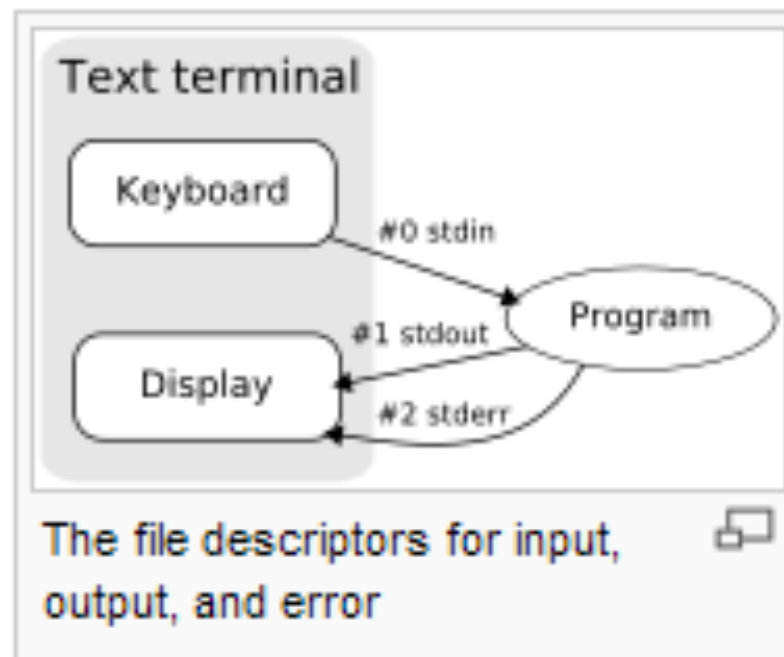 Text terminal
Keyboard
#0 stdin
Program
#1 stdout
Display
#2 stderr
The file descriptors for input,
output, and error